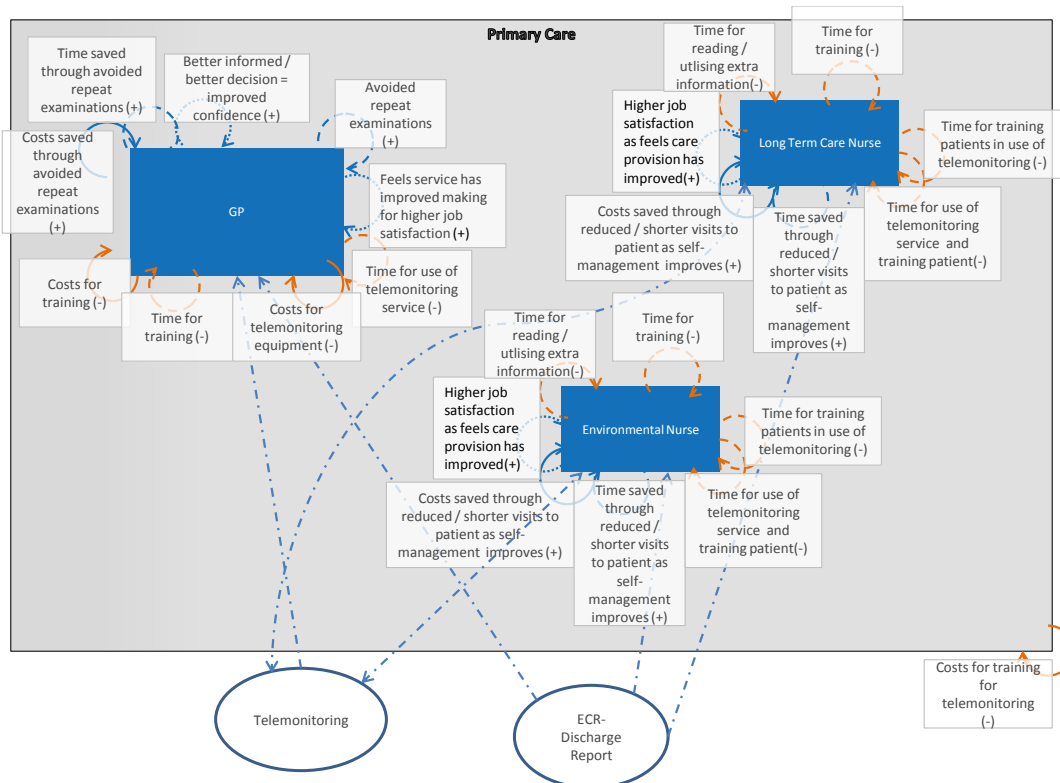 Primary Care
Time saved
through avoided
repeat
examinations (+)
Better informed /
better decision =
improved
confidence (+)
Avoided
repeat
examinations
(+)
Costs saved
through
avoided
repeat
examinations
(+)
GP
Feels service has
improved making
for higher job
satisfaction (+)
Costs for
training (-)
Time for
training (-)
Costs for
telemonitoring
equipment (-)
Time for use of
telemonitoring
service (-)
Time for
reading /
utlising extra
information(-)
Time for
training (-)
Higher job
satisfaction
as feels care
provision has
improved(+)
Long Term Care Nurse
Time for training
patients in use of
telemonitoring (-)
Costs saved through
reduced / shorter visits to
patient as self-
management improves (+)
Time saved
through
reduced /
shorter visits
to patient as
self-
management
improves (+)
Time for use of
telemonitoring
service and
training patient(-)
Time for
reading /
utlising extra
information(-)
Time for
training (-)
Higher job
satisfaction
as feels care
provision has
improved(+)
Environmental Nurse
Time for training
patients in use of
telemonitoring (-)
Costs saved through
reduced / shorter visits to
patient as self-
management improves (+)
Time saved
through
reduced /
shorter visits
to patient as
self-
management
improves (+)
Time for use of
telemonitoring
service and
training patient(-)
Telemonitoring
ECR-
Discharge
Report
Costs for training
for
telemonitoring
(-)